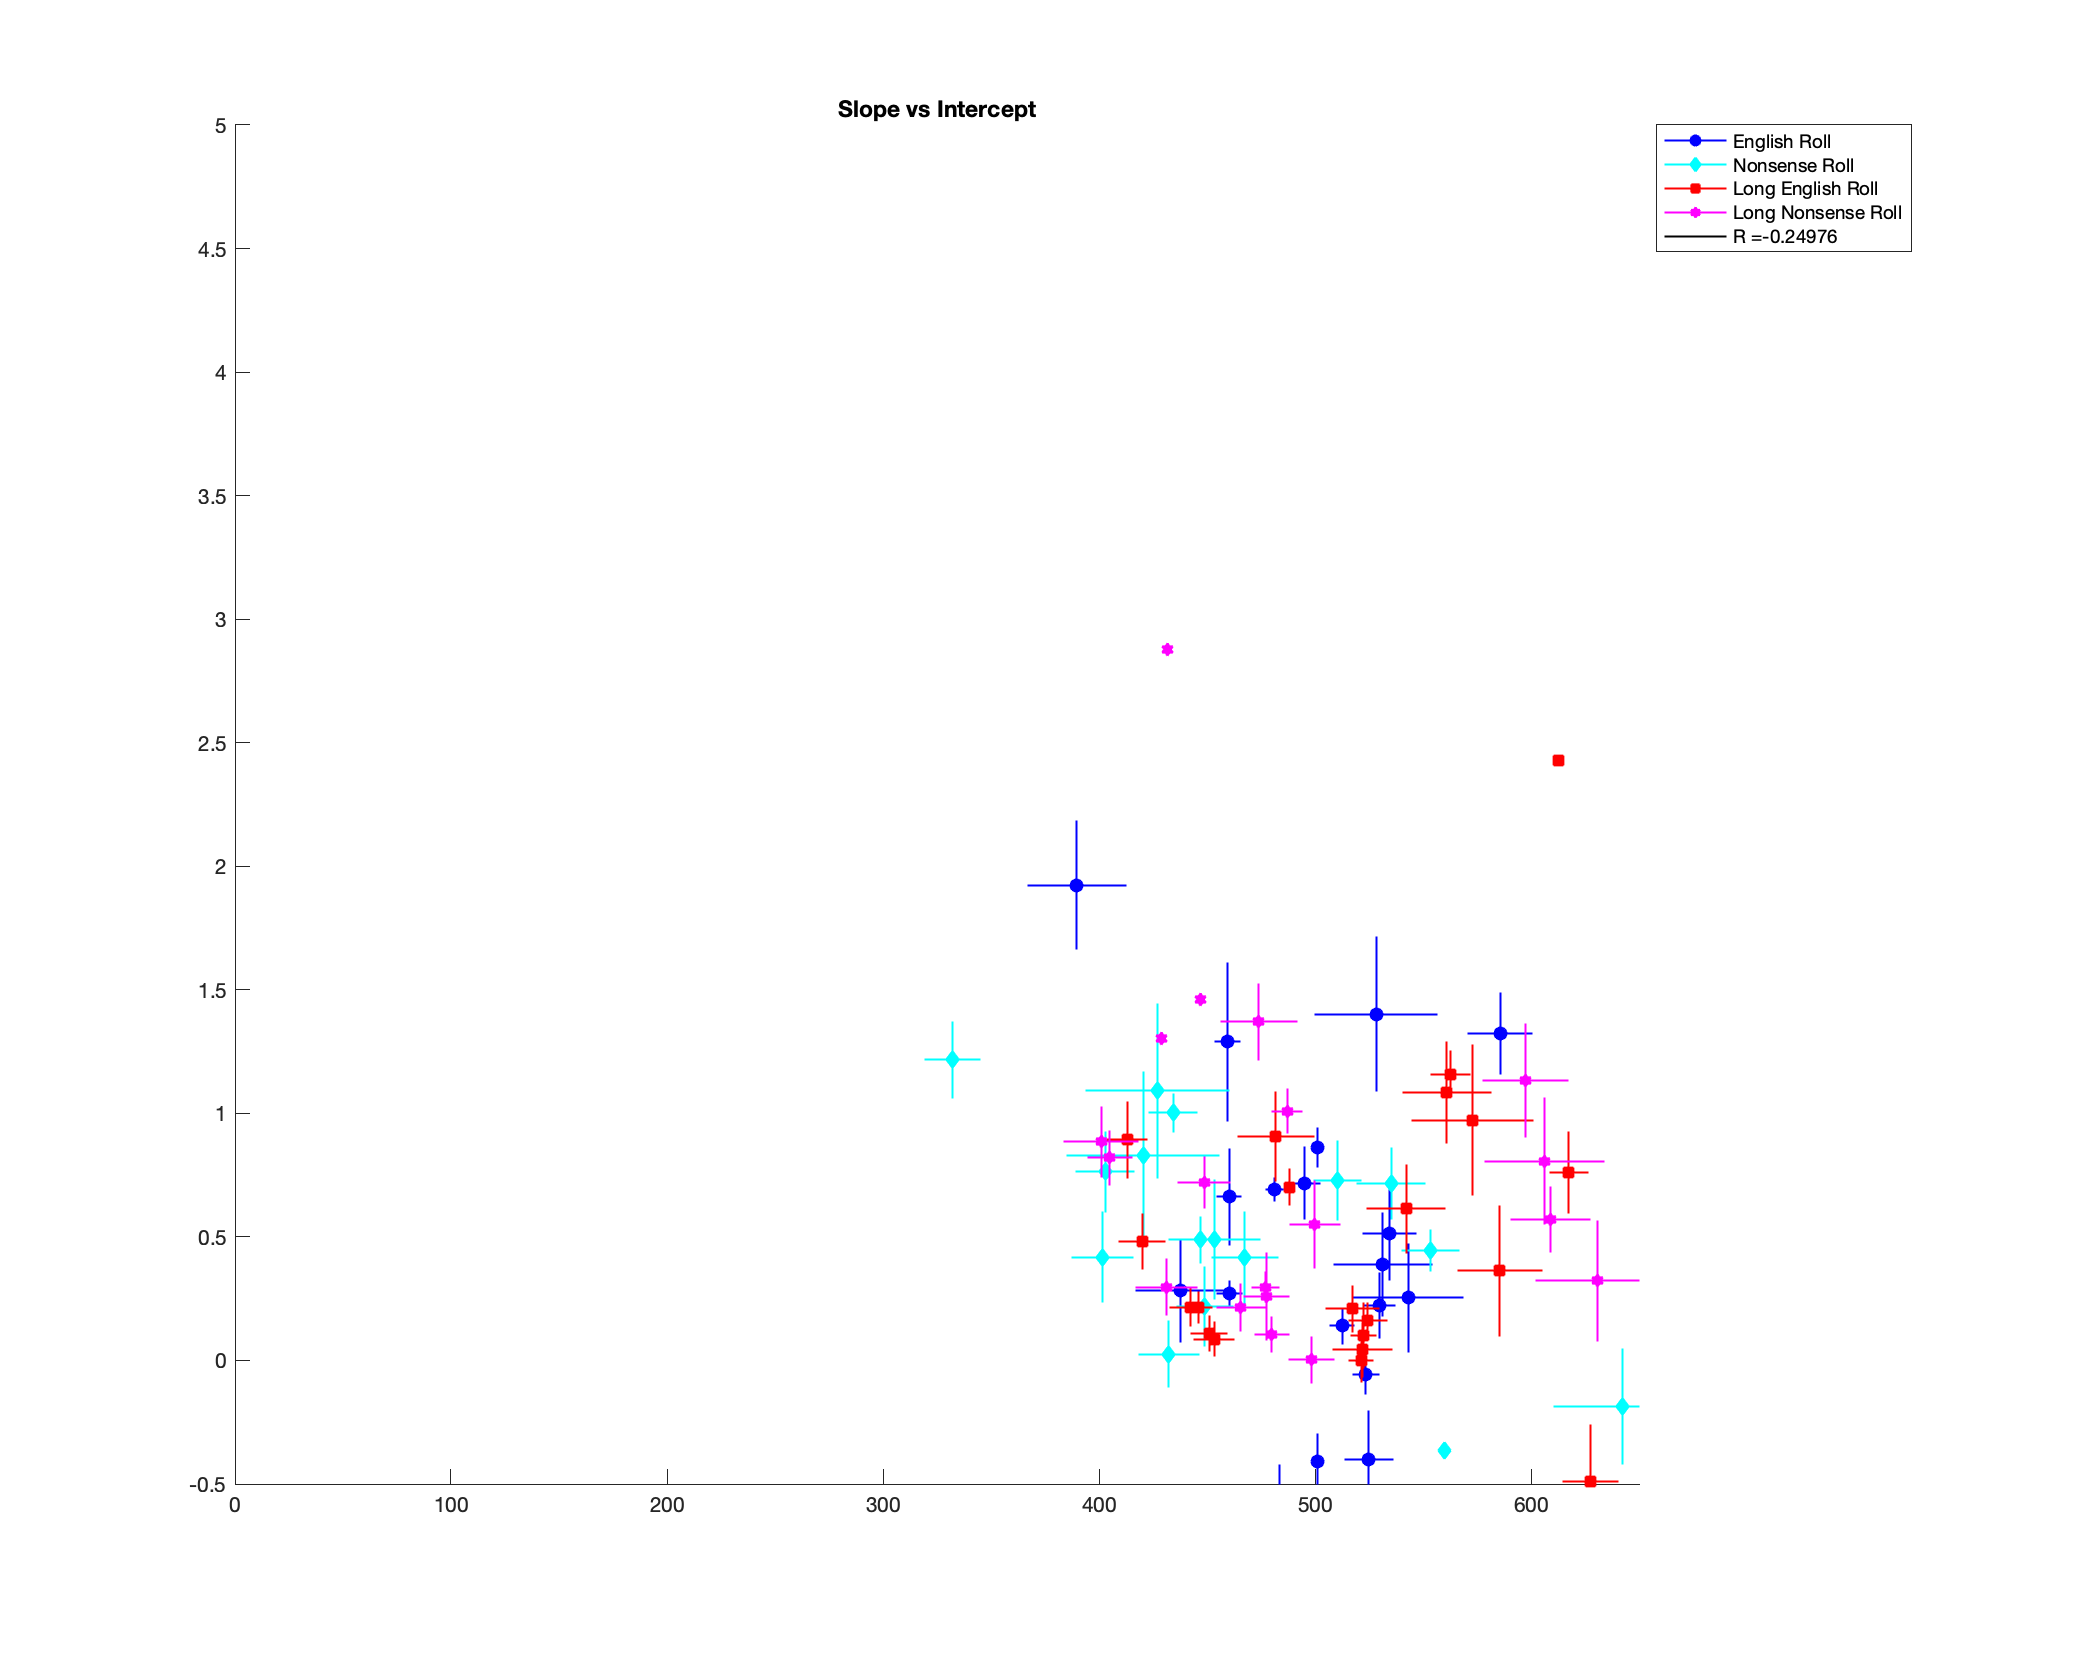 Slope vs Intercept
English Roll
Nonsense Roll
Long English Roll
Long Nonsense Roll
R =-0.24976
5
4.5
4
3.5
3
2.5
2
1.5
1
0.5
0
-0.5
0 100 200 300 400 500 600